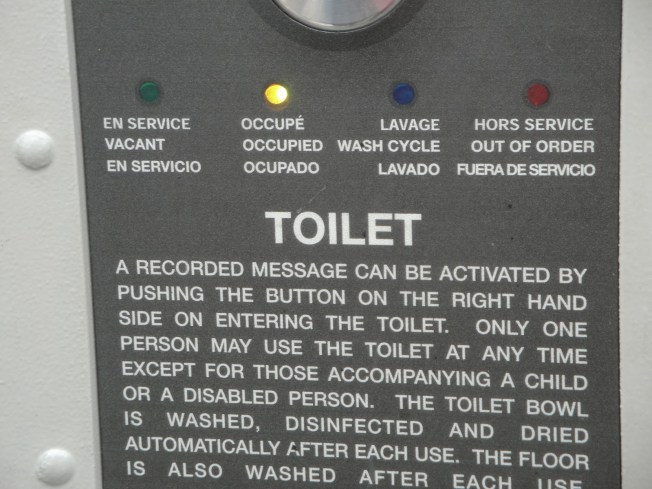 EN SERVICE OCCUPÉ LAVAGE HORS SERVICE
VACANT OCCUPIED WASH CYCLE OUT OF ORDER
EN SERVICIO OCUPADO LAVADO FUERA DE SERVICIO
TOILET
A RECORDED MESSAGE CAN BE ACTIVATED BY
PUSHING THE BUTTON ON THE RIGHT HAND
SIDE ON ENTERING THE TOILET. ONLY ONE
PERSON MAY USE THE TOILET AT ANY TIME
EXCEPT FOR THOSE ACCOMPANYING A CHILD
OR A DISABLED PERSON. THE TOILET BOWL
IS WASHED, DISINFECTED AND DRIED
AUTOMATICALLY AFTER EACH USE. THE FLOOR
IS ALSO WASHED AFTER EACH USE